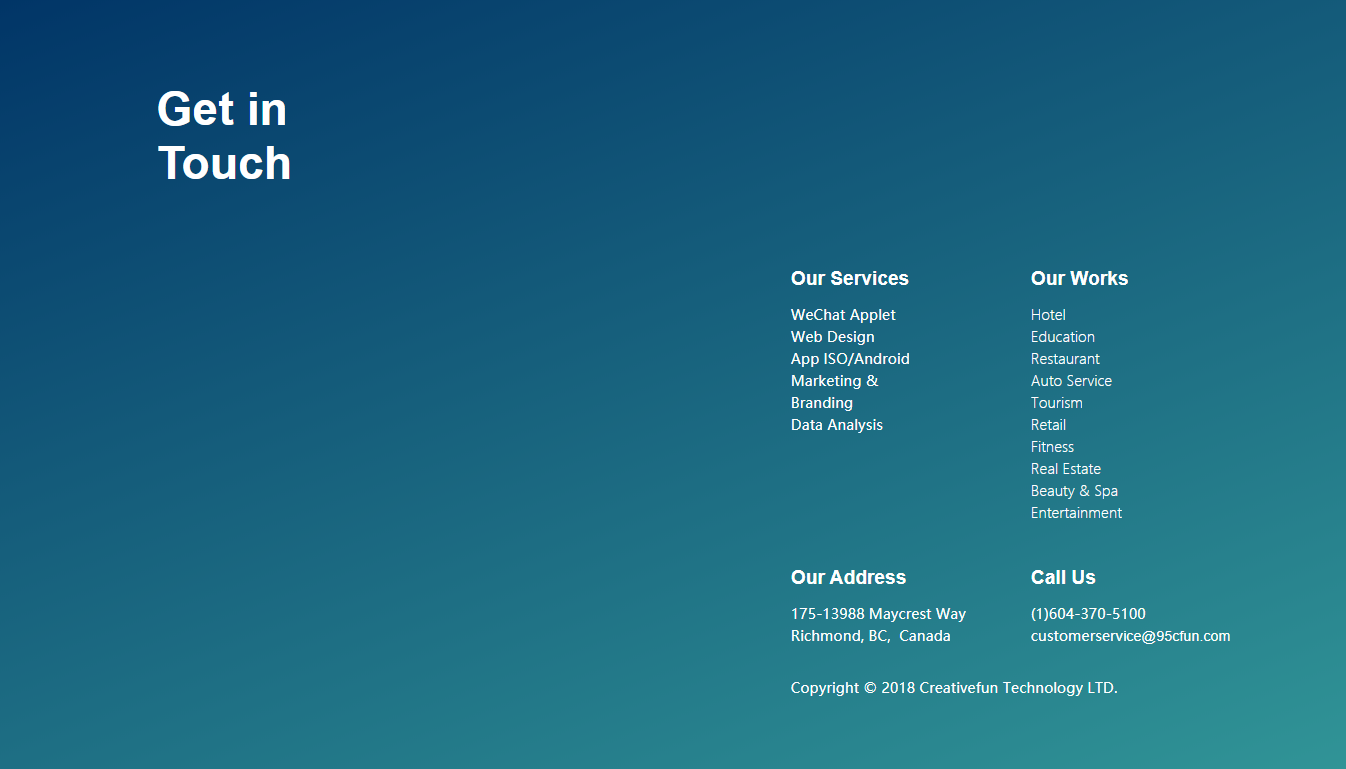 Get in
Touch
Our Services
WeChat Applet
Web Design
App ISO/Android
Marketing &
Branding
Data Analysis
Our Works
Hotel
Education
Restaurant
Auto Service
Tourism
Retail
Fitness
Real Estate
Beauty & Spa
Entertainment
Our Address
175-13988 Maycrest Way
Richmond, BC,  Canada
Call Us
(1)604-370-5100
customerservice@95cfun.com
Copyright © 2018 Creativefun Technology LTD.